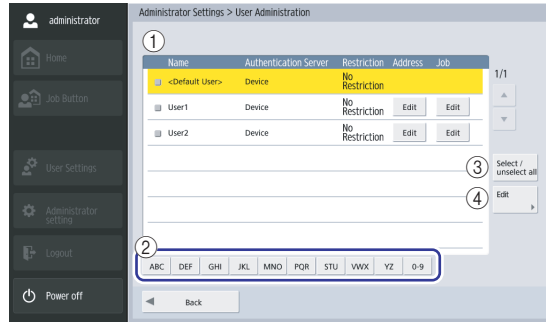 administrator
Administrator Settings > User Administration
Home
Job Button
User Settings
Administrator
setting
Logout
Power off
1
Name Authentication Server Restriction Address Job
<Default User> Device No
Restriction
User1 Device No
Restriction Edit Edit
User2 Device No
Restriction Edit Edit
1/1
3 Select /
unselect all
4 Edit
2
ABC DEF GHI JKL MNO PQR STU VWX YZ 0-9
Back